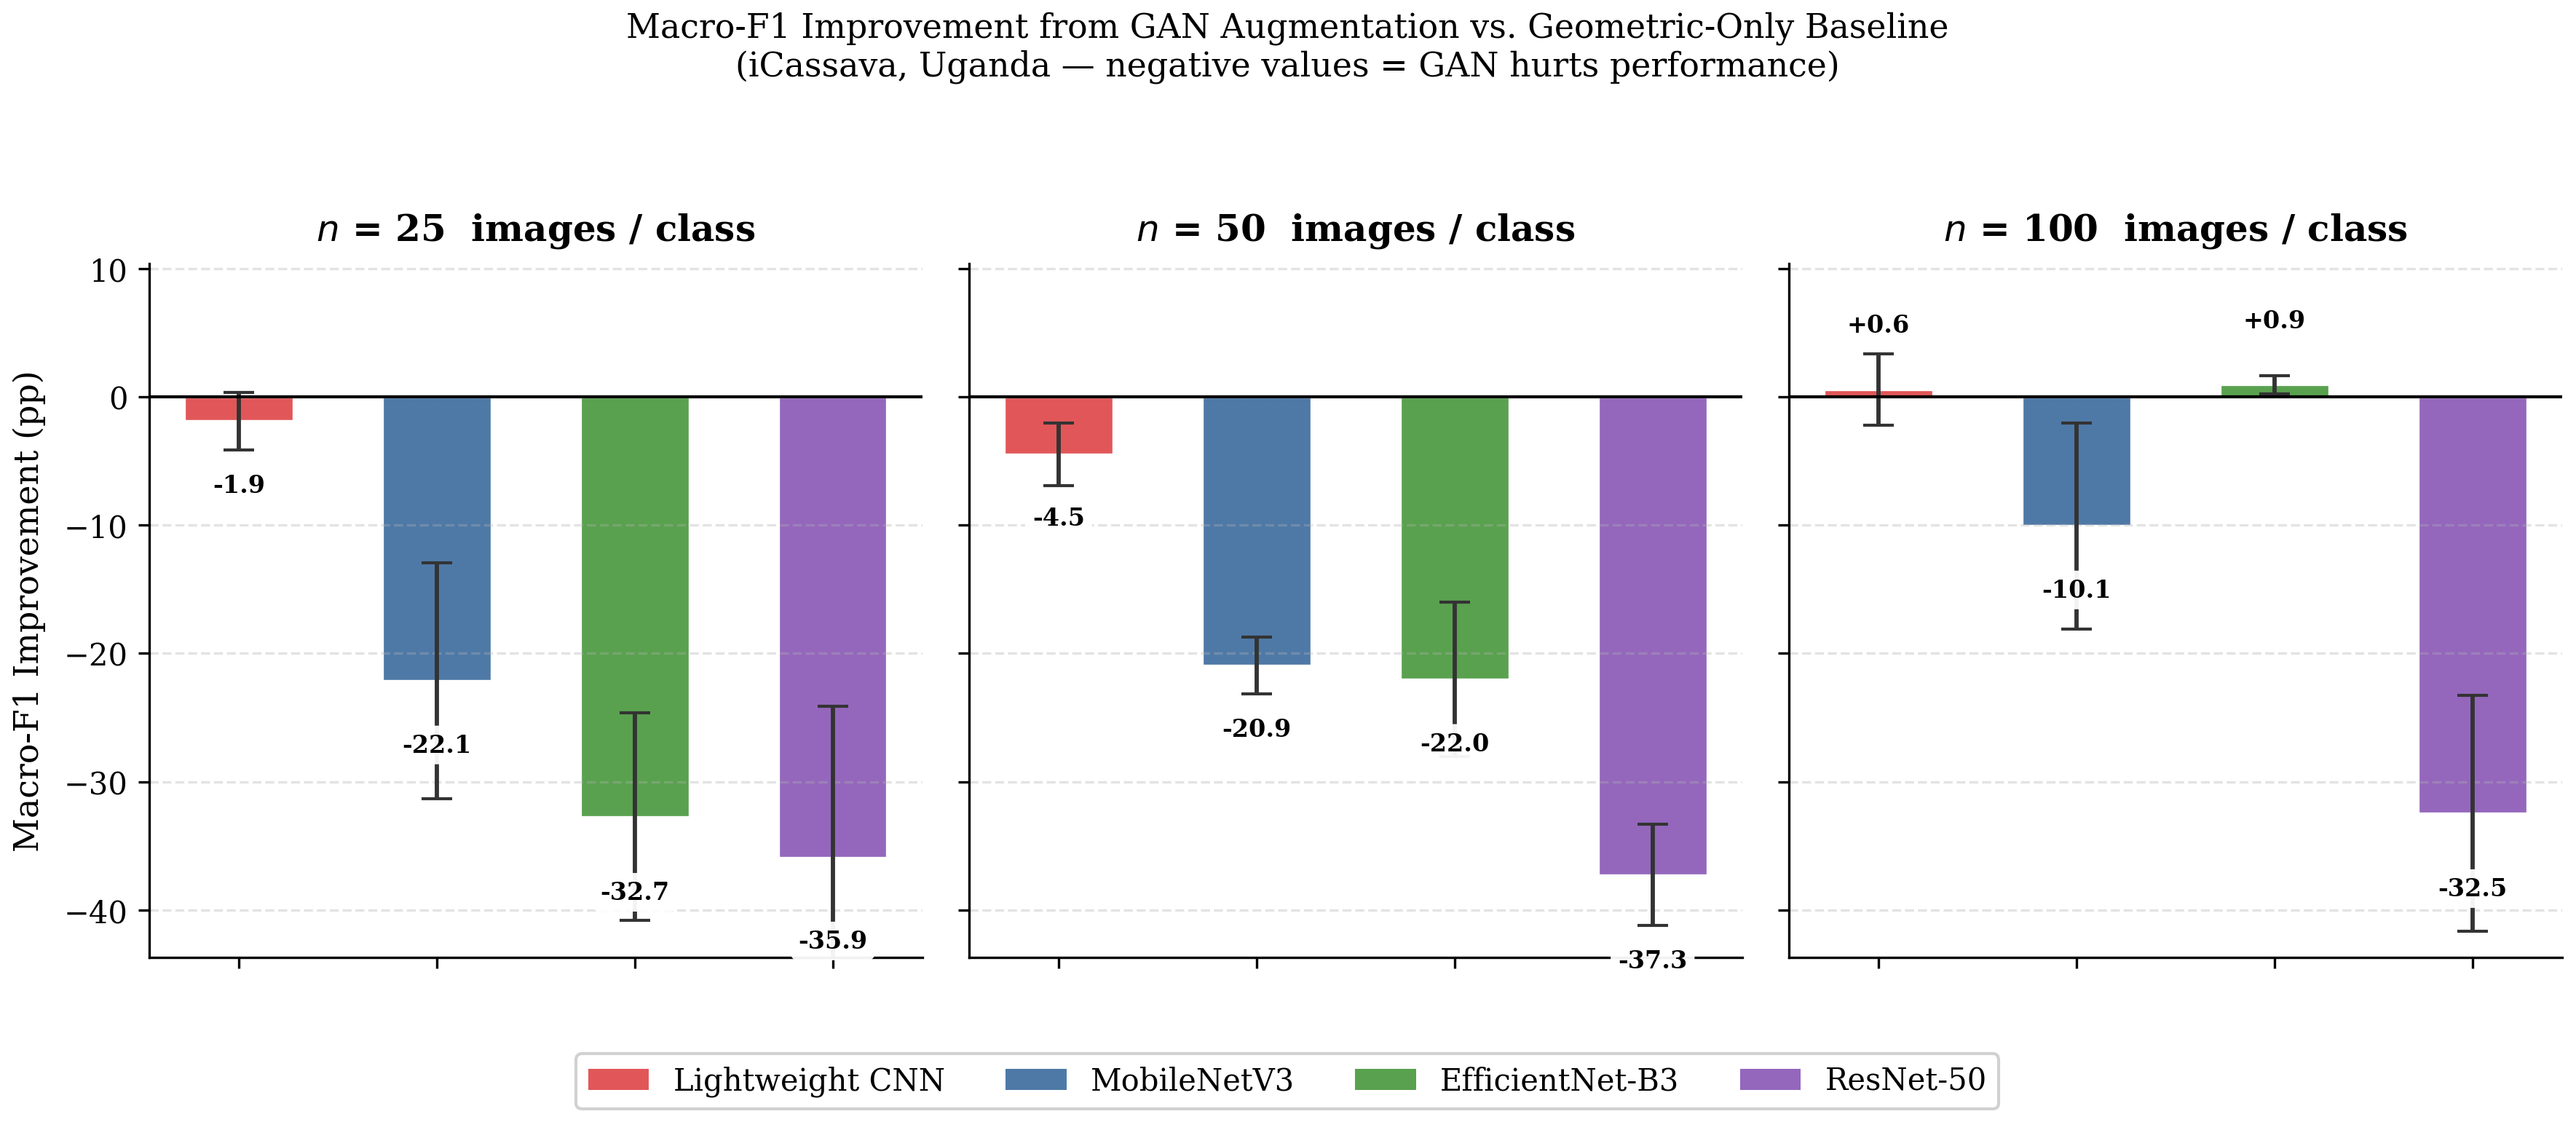 Macro-F1 Improvement from GAN Augmentation vs. Geometric-Only Baseline
(iCassava, Uganda — negative values = GAN hurts performance)
n = 25 images / class
n = 50 images / class
n = 100 images / class
Macro-F1 Improvement (pp)
10
0
−10
−20
−30
−40
-1.9
-22.1
-32.7
-35.9
-4.5
-20.9
-22.0
-37.3
+0.6
-10.1
+0.9
-32.5
Lightweight CNN
MobileNetV3
EfficientNet-B3
ResNet-50